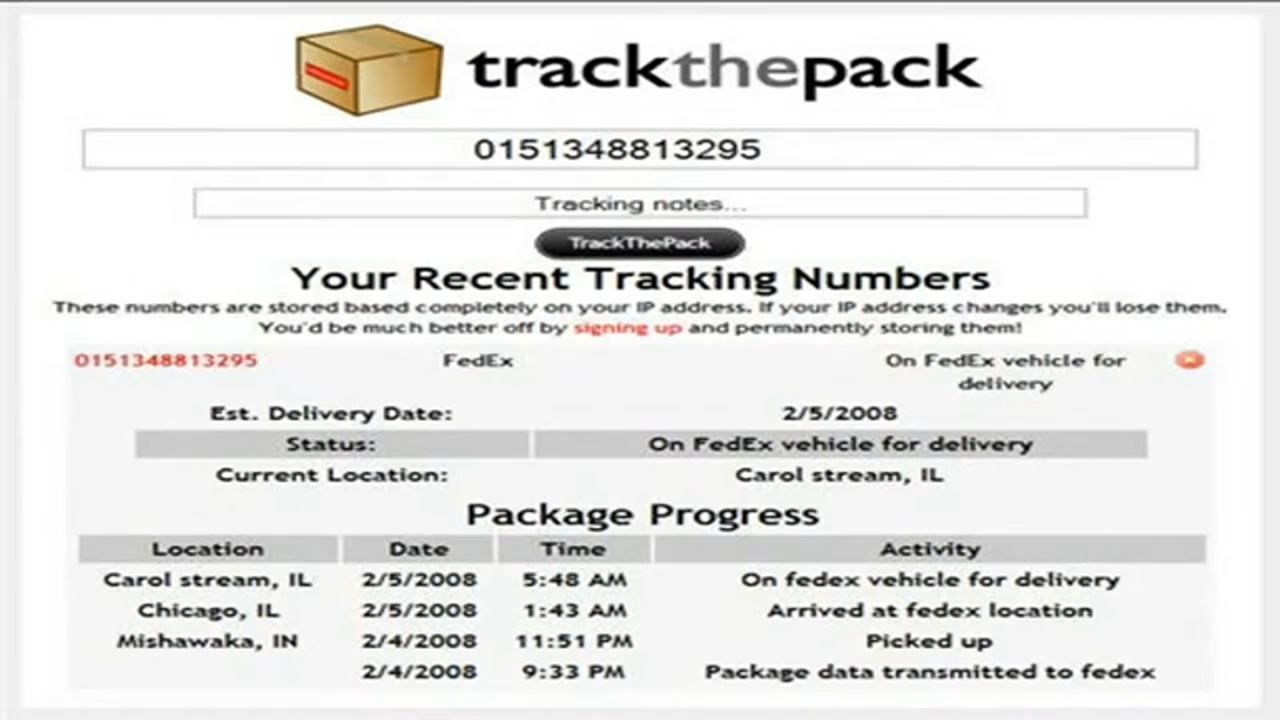 trackthepack
0151348813295
Tracking notes...
TrackThePack
Your Recent Tracking Numbers
These numbers are stored based completely on your IP address. If your IP address changes you'll lose them.
You'd be much better off by signing up and permanently storing them!
0151348813295 FedEx On FedEx vehicle for
delivery
Est. Delivery Date: 2/5/2008
Status: On FedEx vehicle for delivery
Current Location: Carol stream, IL
Package Progress
Location Date Time Activity
Carol stream, IL 2/5/2008 5:48 AM On fedex vehicle for delivery
Chicago, IL 2/5/2008 1:43 AM Arrived at fedex location
Mishawaka, IN 2/4/2008 11:51 PM Picked up
2/4/2008 9:33 PM Package data transmitted to fedex